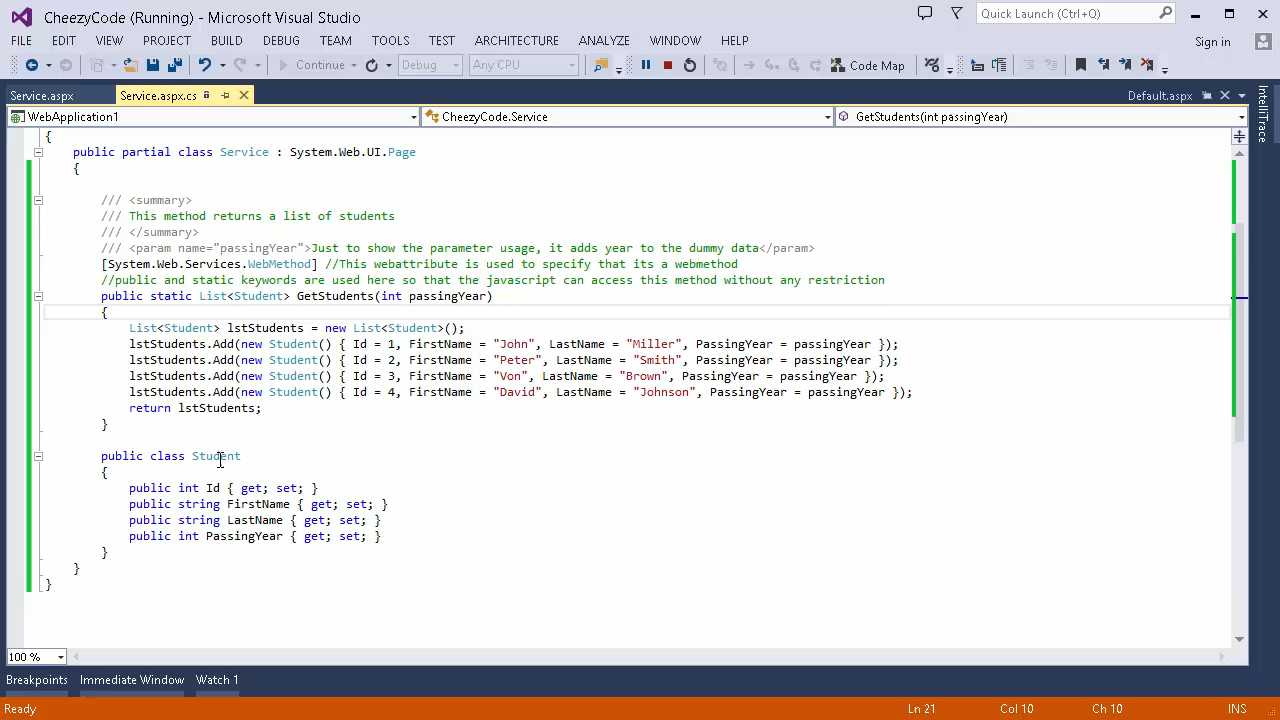 CheezyCode (Running) - Microsoft Visual Studio
Quick Launch (Ctrl+Q)
FILE EDIT VIEW PROJECT BUILD DEBUG TEAM TOOLS TEST ARCHITECTURE ANALYZE WINDOW HELP
Sign in
Continue Debug Any CPU Code Map
Service.aspx Service.aspx.cs Default.aspx
WebApplication1 CheezyCode.Service GetStudents(int passingYear)
IntelliTrace
{
public partial class Service : System.Web.UI.Page
{
/// <summary>
/// This method returns a list of students
/// </summary>
/// <param name="passingYear">Just to show the parameter usage, it adds year to the dummy data</param>
[System.Web.Services.WebMethod] //This webattribute is used to specify that its a webmethod
//public and static keywords are used here so that the javascript can access this method without any restriction
public static List<Student> GetStudents(int passingYear)
{
List<Student> lstStudents = new List<Student>();
lstStudents.Add(new Student() { Id = 1, FirstName = "John", LastName = "Miller", PassingYear = passingYear });
lstStudents.Add(new Student() { Id = 2, FirstName = "Peter", LastName = "Smith", PassingYear = passingYear });
lstStudents.Add(new Student() { Id = 3, FirstName = "Von", LastName = "Brown", PassingYear = passingYear });
lstStudents.Add(new Student() { Id = 4, FirstName = "David", LastName = "Johnson", PassingYear = passingYear });
return lstStudents;
}
public class Student
{
public int Id { get; set; }
public string FirstName { get; set; }
public string LastName { get; set; }
public int PassingYear { get; set; }
}
}
}
100 %
Breakpoints Immediate Window Watch 1
Ready Ln 21 Col 10 Ch 10 INS